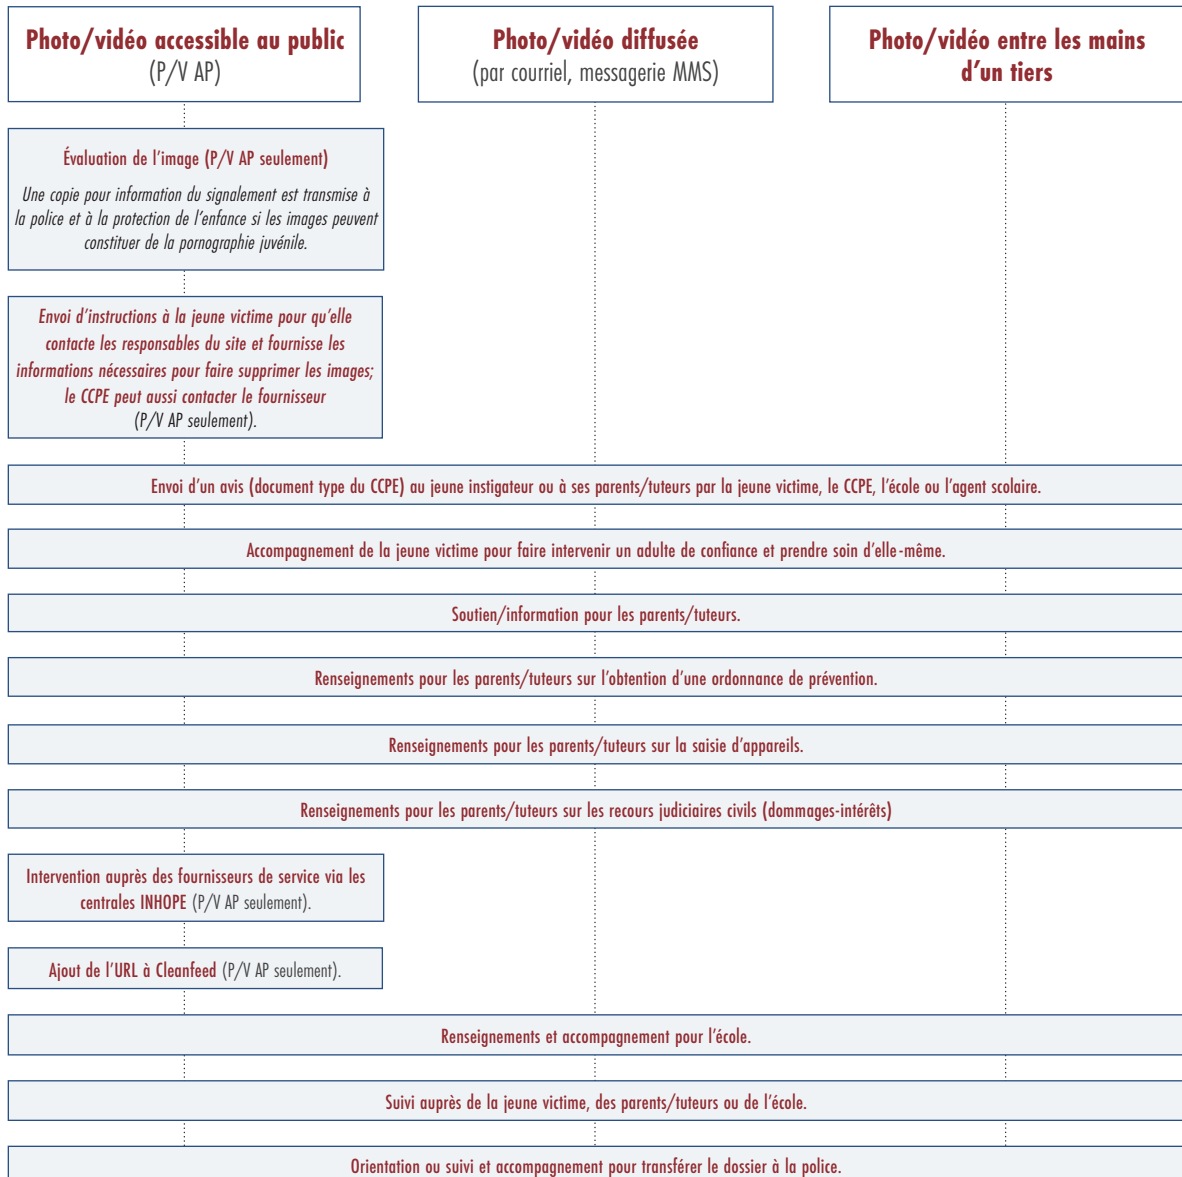 Photo/vidéo accessible au public
(P/V AP)
Photo/vidéo diffusée
(par courriel, messagerie MMS)
Photo/vidéo entre les mains
d’un tiers
Évaluation de l’image (P/V AP seulement)
Une copie pour information du signalement est transmise à
la police et à la protection de l’enfance si les images peuvent
constituer de la pornographie juvénile.
Envoi d’instructions à la jeune victime pour qu’elle
contacte les responsables du site et fournisse les
informations nécessaires pour faire supprimer les images;
le CCPE peut aussi contacter le fournisseur
(P/V AP seulement).
Envoi d’un avis (document type du CCPE) au jeune instigateur ou à ses parents/tuteurs par la jeune victime, le CCPE, l’école ou l’agent scolaire.
Accompagnement de la jeune victime pour faire intervenir un adulte de confiance et prendre soin d’elle-même.
Soutien/information pour les parents/tuteurs.
Renseignements pour les parents/tuteurs sur l’obtention d’une ordonnance de prévention.
Renseignements pour les parents/tuteurs sur la saisie d’appareils.
Renseignements pour les parents/tuteurs sur les recours judiciaires civils (dommages-intérêts)
Intervention auprès des fournisseurs de service via les
centrales INHOPE (P/V AP seulement).
Ajout de l’URL à Cleanfeed (P/V AP seulement).
Renseignements et accompagnement pour l’école.
Suivi auprès de la jeune victime, des parents/tuteurs ou de l’école.
Orientation ou suivi et accompagnement pour transférer le dossier à la police.